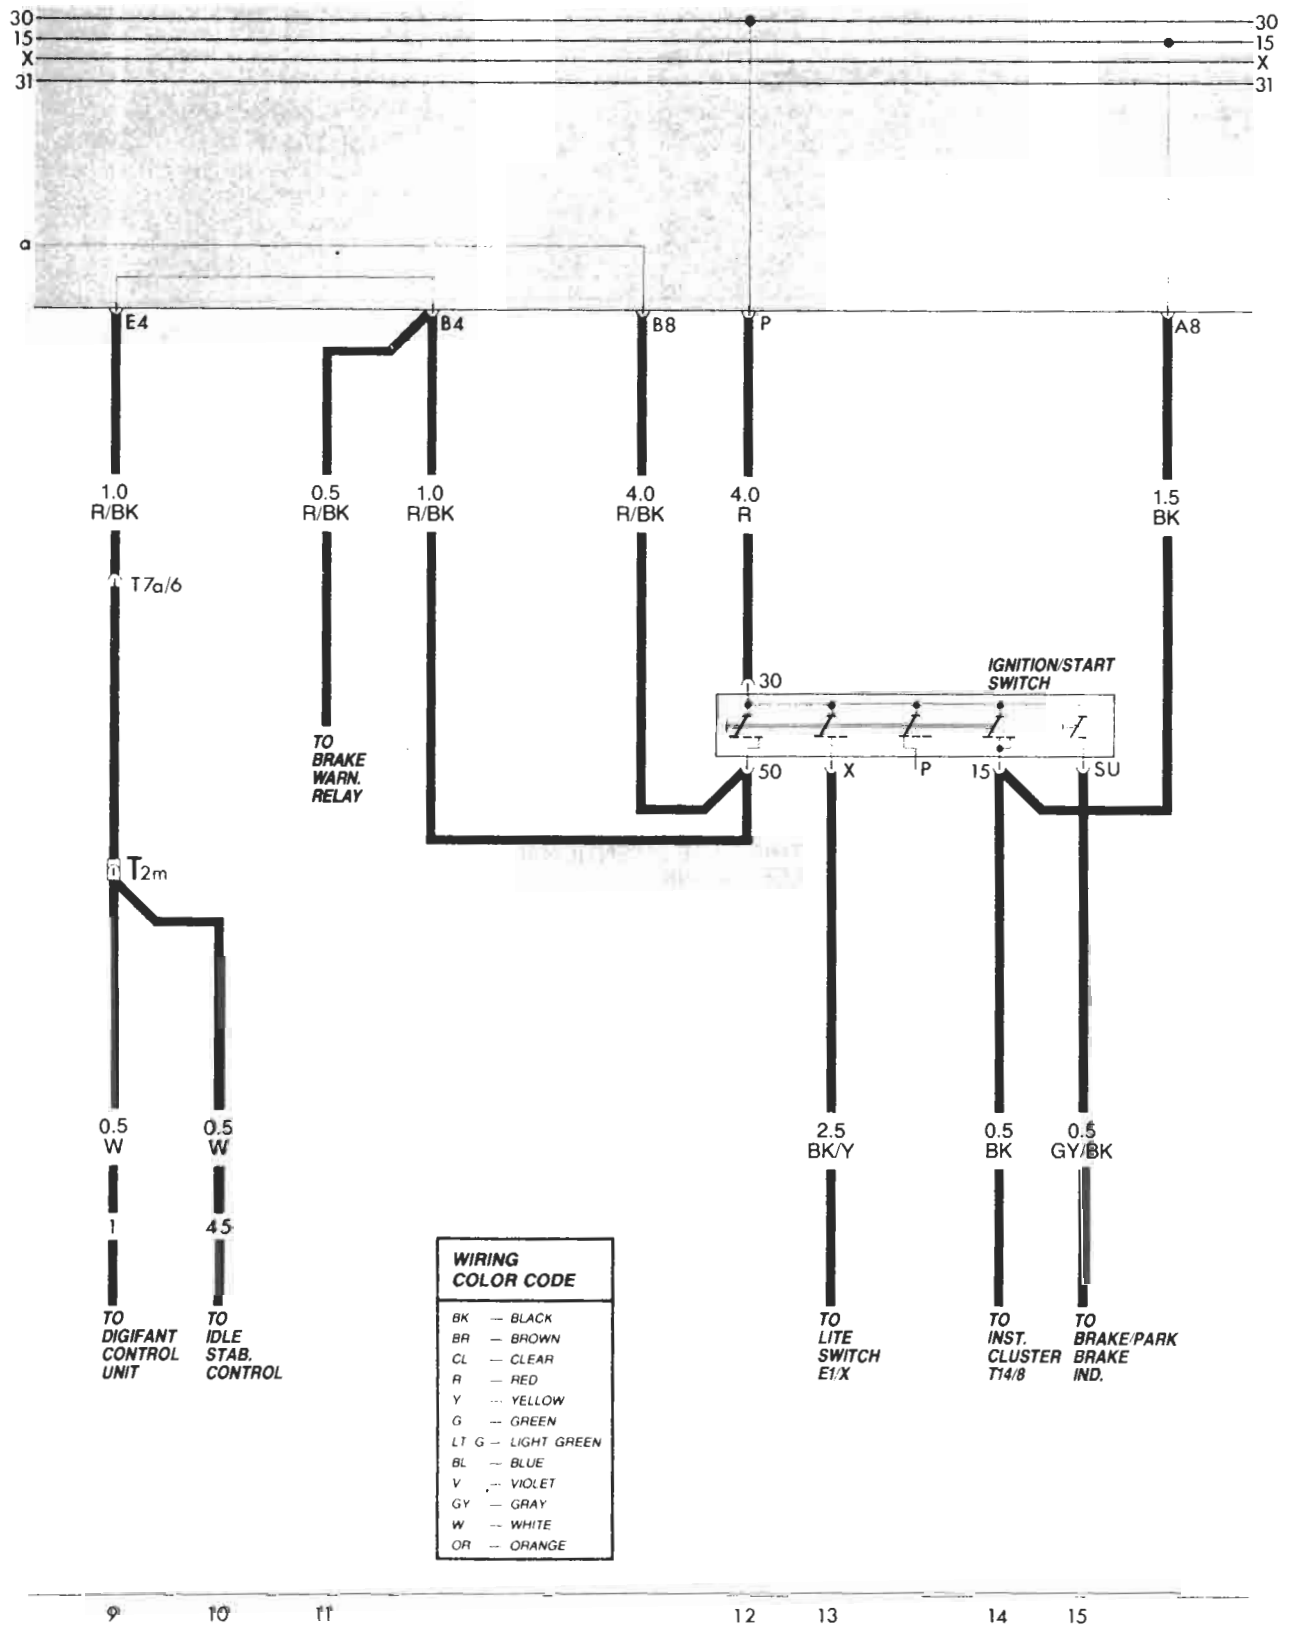 30 30
15 15
X X
31 31
a
E4 B4 B8 P A8
1.0 0.5 1.0 4.0 4.0 1.5
R/BK R/BK R/BK R/BK R BK
T7a/6
IGNITION/START
SWITCH
30
TO
BRAKE
WARN.
RELAY
50 X P 15 SU
T2m
0.5 0.5 2.5 0.5 0.5
W W BK/Y BK GY/BK
1 45
TO
DIGIFANT
CONTROL
UNIT
TO
IDLE
STAB.
CONTROL
TO
LITE
SWITCH
E1/X
TO
INST.
CLUSTER
T14/8
TO
BRAKE/PARK
BRAKE
IND.
WIRING
COLOR CODE
BK — BLACK
BR — BROWN
CL — CLEAR
R — RED
Y — YELLOW
G — GREEN
LT G — LIGHT GREEN
BL — BLUE
V — VIOLET
GY — GRAY
W — WHITE
OR — ORANGE
9 10 11 12 13 14 15